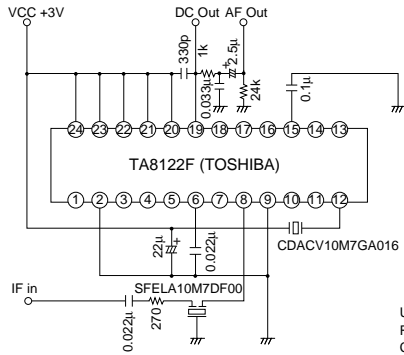 VCC +3V
DC Out AF Out
330p
1k
0.033µ
2.5µ
+
24k
0.1µ
24 23 22 21 20 19 18 17 16 15 14 13
TA8122F (TOSHIBA)
1 2 3 4 5 6 7 8 9 10 11 12
22µ
+
0.022µ
CDACV10M7GA016
IF in
SFELA10M7DF00
0.022µ
270